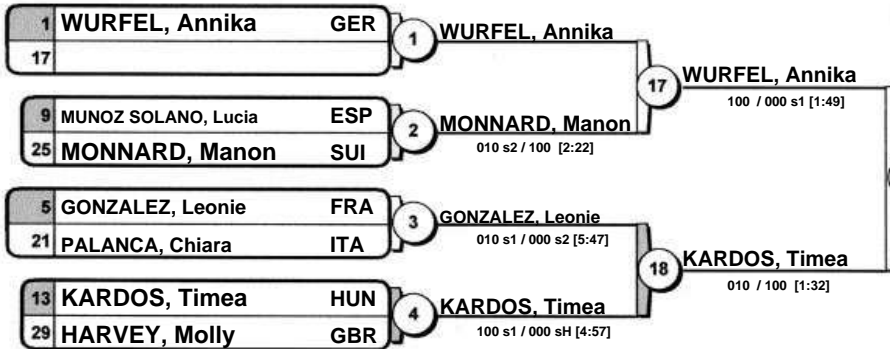 1 WURFEL, Annika GER
17
9 MUNOZ SOLANO, Lucia ESP
25 MONNARD, Manon SUI
5 GONZALEZ, Leonie FRA
21 PALANCA, Chiara ITA
13 KARDOS, Timea HUN
29 HARVEY, Molly GBR
1 WURFEL, Annika
2 MONNARD, Manon
010 s2 / 100 [2:22]
3 GONZALEZ, Leonie
010 s1 / 000 s2 [5:47]
4 KARDOS, Timea
100 s1 / 000 sH [4:57]
17 WURFEL, Annika
100 / 000 s1 [1:49]
18 KARDOS, Timea
010 / 100 [1:32]